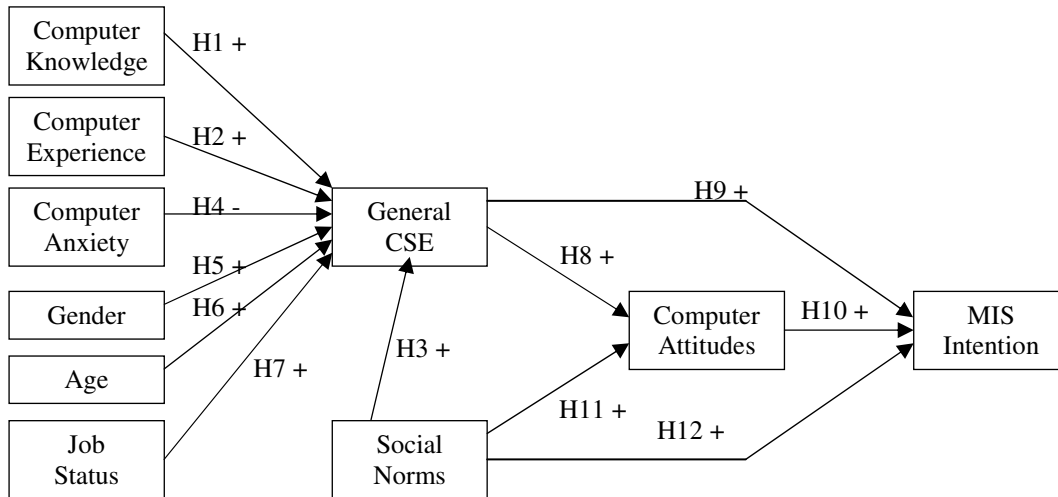 Computer
Knowledge
H1 +
Computer
Experience
H2 +
Computer
Anxiety
H4 -
General
CSE
H9 +
H5 +
H8 +
Gender
H6 +
Computer
Attitudes
H10 +
MIS
Intention
Age
H7 +
H3 +
H11 +
H12 +
Job
Status
Social
Norms